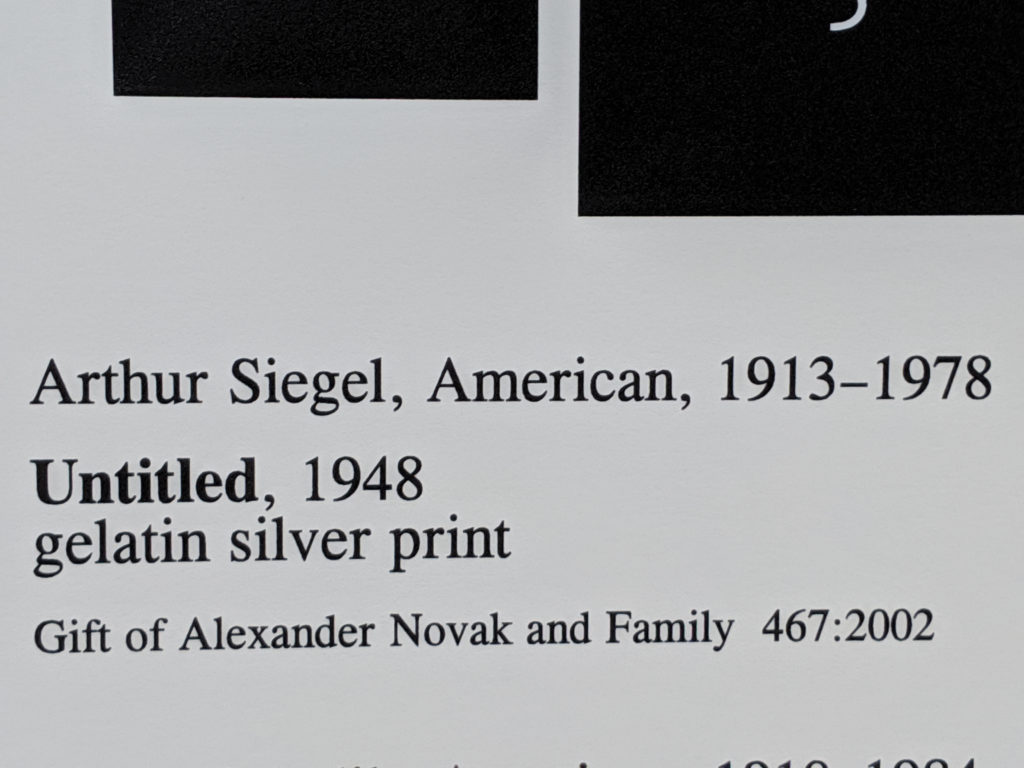 Arthur Siegel, American, 1913–1978
Untitled, 1948
gelatin silver print
Gift of Alexander Novak and Family 467:2002